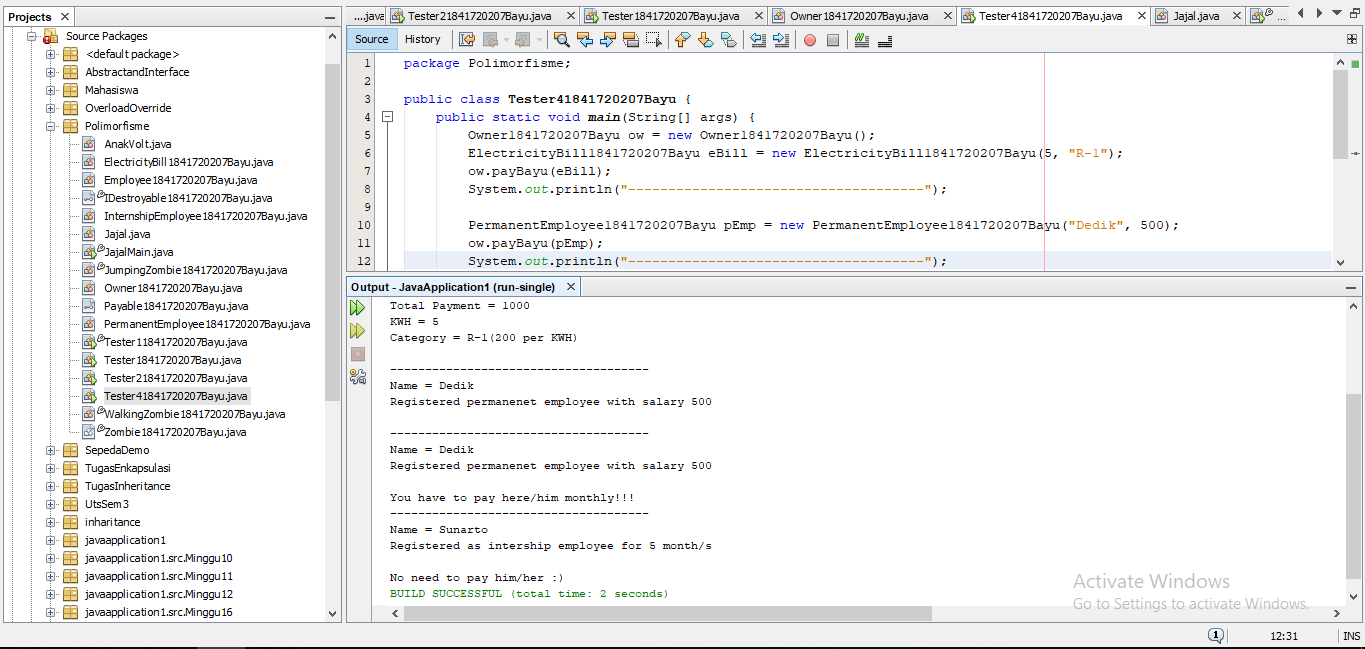 Projects
Source Packages
<default package>
AbstractandInterface
Mahasiswa
OverloadOverride
Polimorfisme
AnakVolt.java
ElectricityBill1841720207Bayu.java
Employee1841720207Bayu.java
IDestroyable1841720207Bayu.java
InternshipEmployee1841720207Bayu.java
Jajal.java
JajalMain.java
JumpingZombie1841720207Bayu.java
Owner1841720207Bayu.java
Payable1841720207Bayu.java
PermanentEmployee1841720207Bayu.java
Tester11841720207Bayu.java
Tester1841720207Bayu.java
Tester21841720207Bayu.java
Tester41841720207Bayu.java
WalkingZombie1841720207Bayu.java
Zombie1841720207Bayu.java
SepedaDemo
TugasEnkapsulasi
TugasInheritance
UtsSem3
inharitance
javaapplication1
javaapplication1.src.Minggu10
javaapplication1.src.Minggu11
javaapplication1.src.Minggu12
javaapplication1.src.Minggu16
....java Tester21841720207Bayu.java Tester1841720207Bayu.java Owner1841720207Bayu.java Tester41841720207Bayu.java Jajal.java ...
Source History
1 package Polimorfisme;
2
3 public class Tester41841720207Bayu {
4 public static void main(String[] args) {
5 Owner1841720207Bayu ow = new Owner1841720207Bayu();
6 ElectricityBill1841720207Bayu eBill = new ElectricityBill1841720207Bayu(5, "R-1");
7 ow.payBayu(eBill);
8 System.out.println("-------------------------------------");
9
10 PermanentEmployee1841720207Bayu pEmp = new PermanentEmployee1841720207Bayu("Dedik", 500);
11 ow.payBayu(pEmp);
12 System.out.println("-------------------------------------");
Output - JavaApplication1 (run-single)
Total Payment = 1000
KWH = 5
Category = R-1(200 per KWH)
-------------------------------------
Name = Dedik
Registered permanenet employee with salary 500
-------------------------------------
Name = Dedik
Registered permanenet employee with salary 500
You have to pay here/him monthly!!!
-------------------------------------
Name = Sunarto
Registered as intership employee for 5 month/s
No need to pay him/her :)
BUILD SUCCESSFUL (total time: 2 seconds)
Activate Windows
Go to Settings to activate Windows.
1 12:31 INS